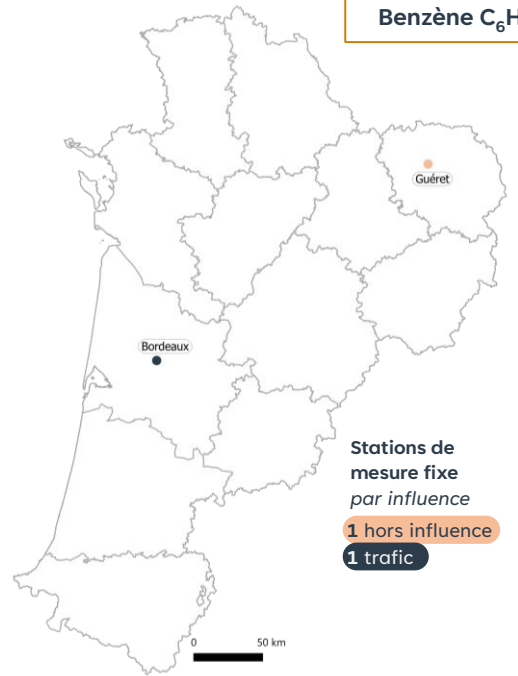 Benzène C₆H
Guéret
Bordeaux
Stations de
mesure fixe
par influence
1 hors influence
1 trafic
0 50 km